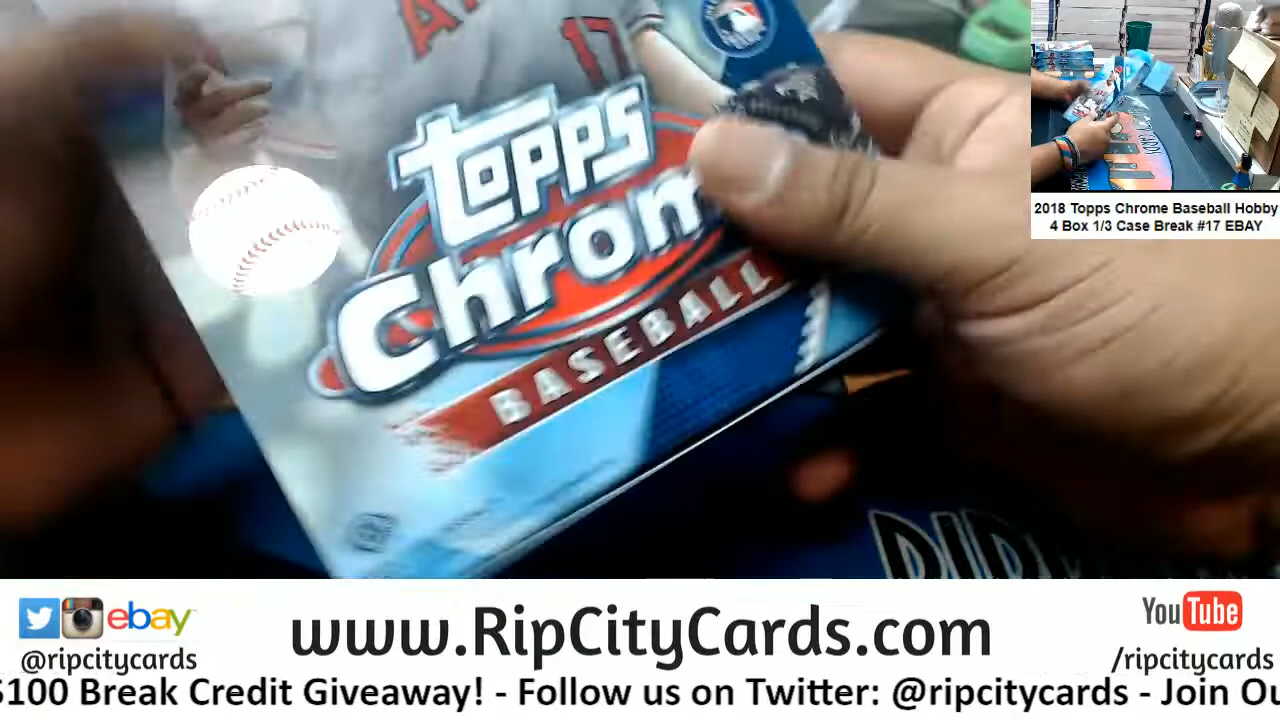 17
Topps
Chrom
BASEBALL
2018 Topps Chrome Baseball Hobby
4 Box 1/3 Case Break #17 EBAY
ebay
@ripcitycards
www.RipCityCards.com
YouTube
/ripcitycards
$100 Break Credit Giveaway! - Follow us on Twitter: @ripcitycards - Join Ou